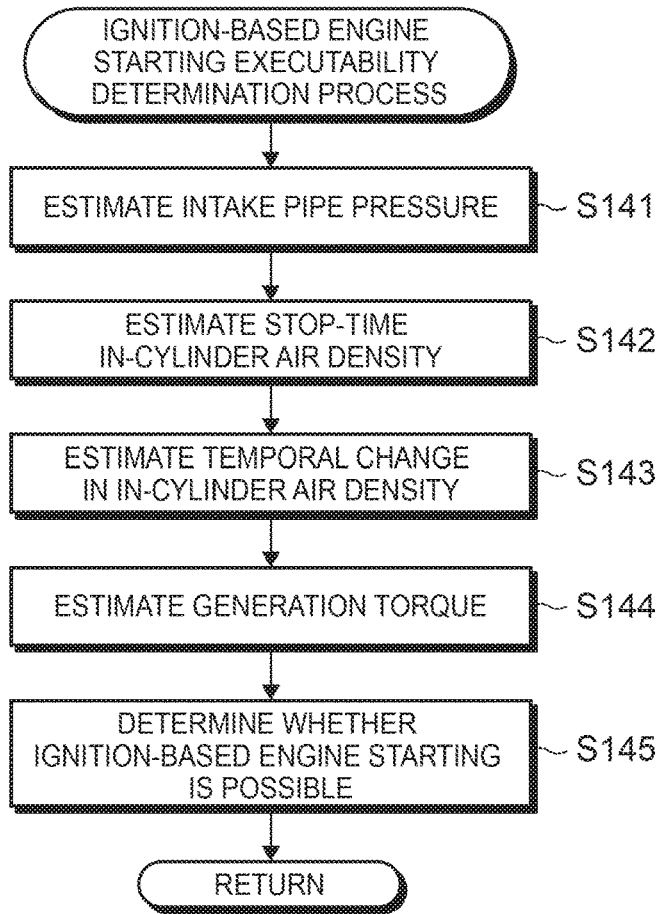 IGNITION-BASED ENGINE
STARTING EXECUTABILITY
DETERMINATION PROCESS
ESTIMATE INTAKE PIPE PRESSURE
S141
ESTIMATE STOP-TIME
IN-CYLINDER AIR DENSITY
S142
ESTIMATE TEMPORAL CHANGE
IN IN-CYLINDER AIR DENSITY
S143
ESTIMATE GENERATION TORQUE
S144
DETERMINE WHETHER
IGNITION-BASED ENGINE STARTING
IS POSSIBLE
S145
RETURN